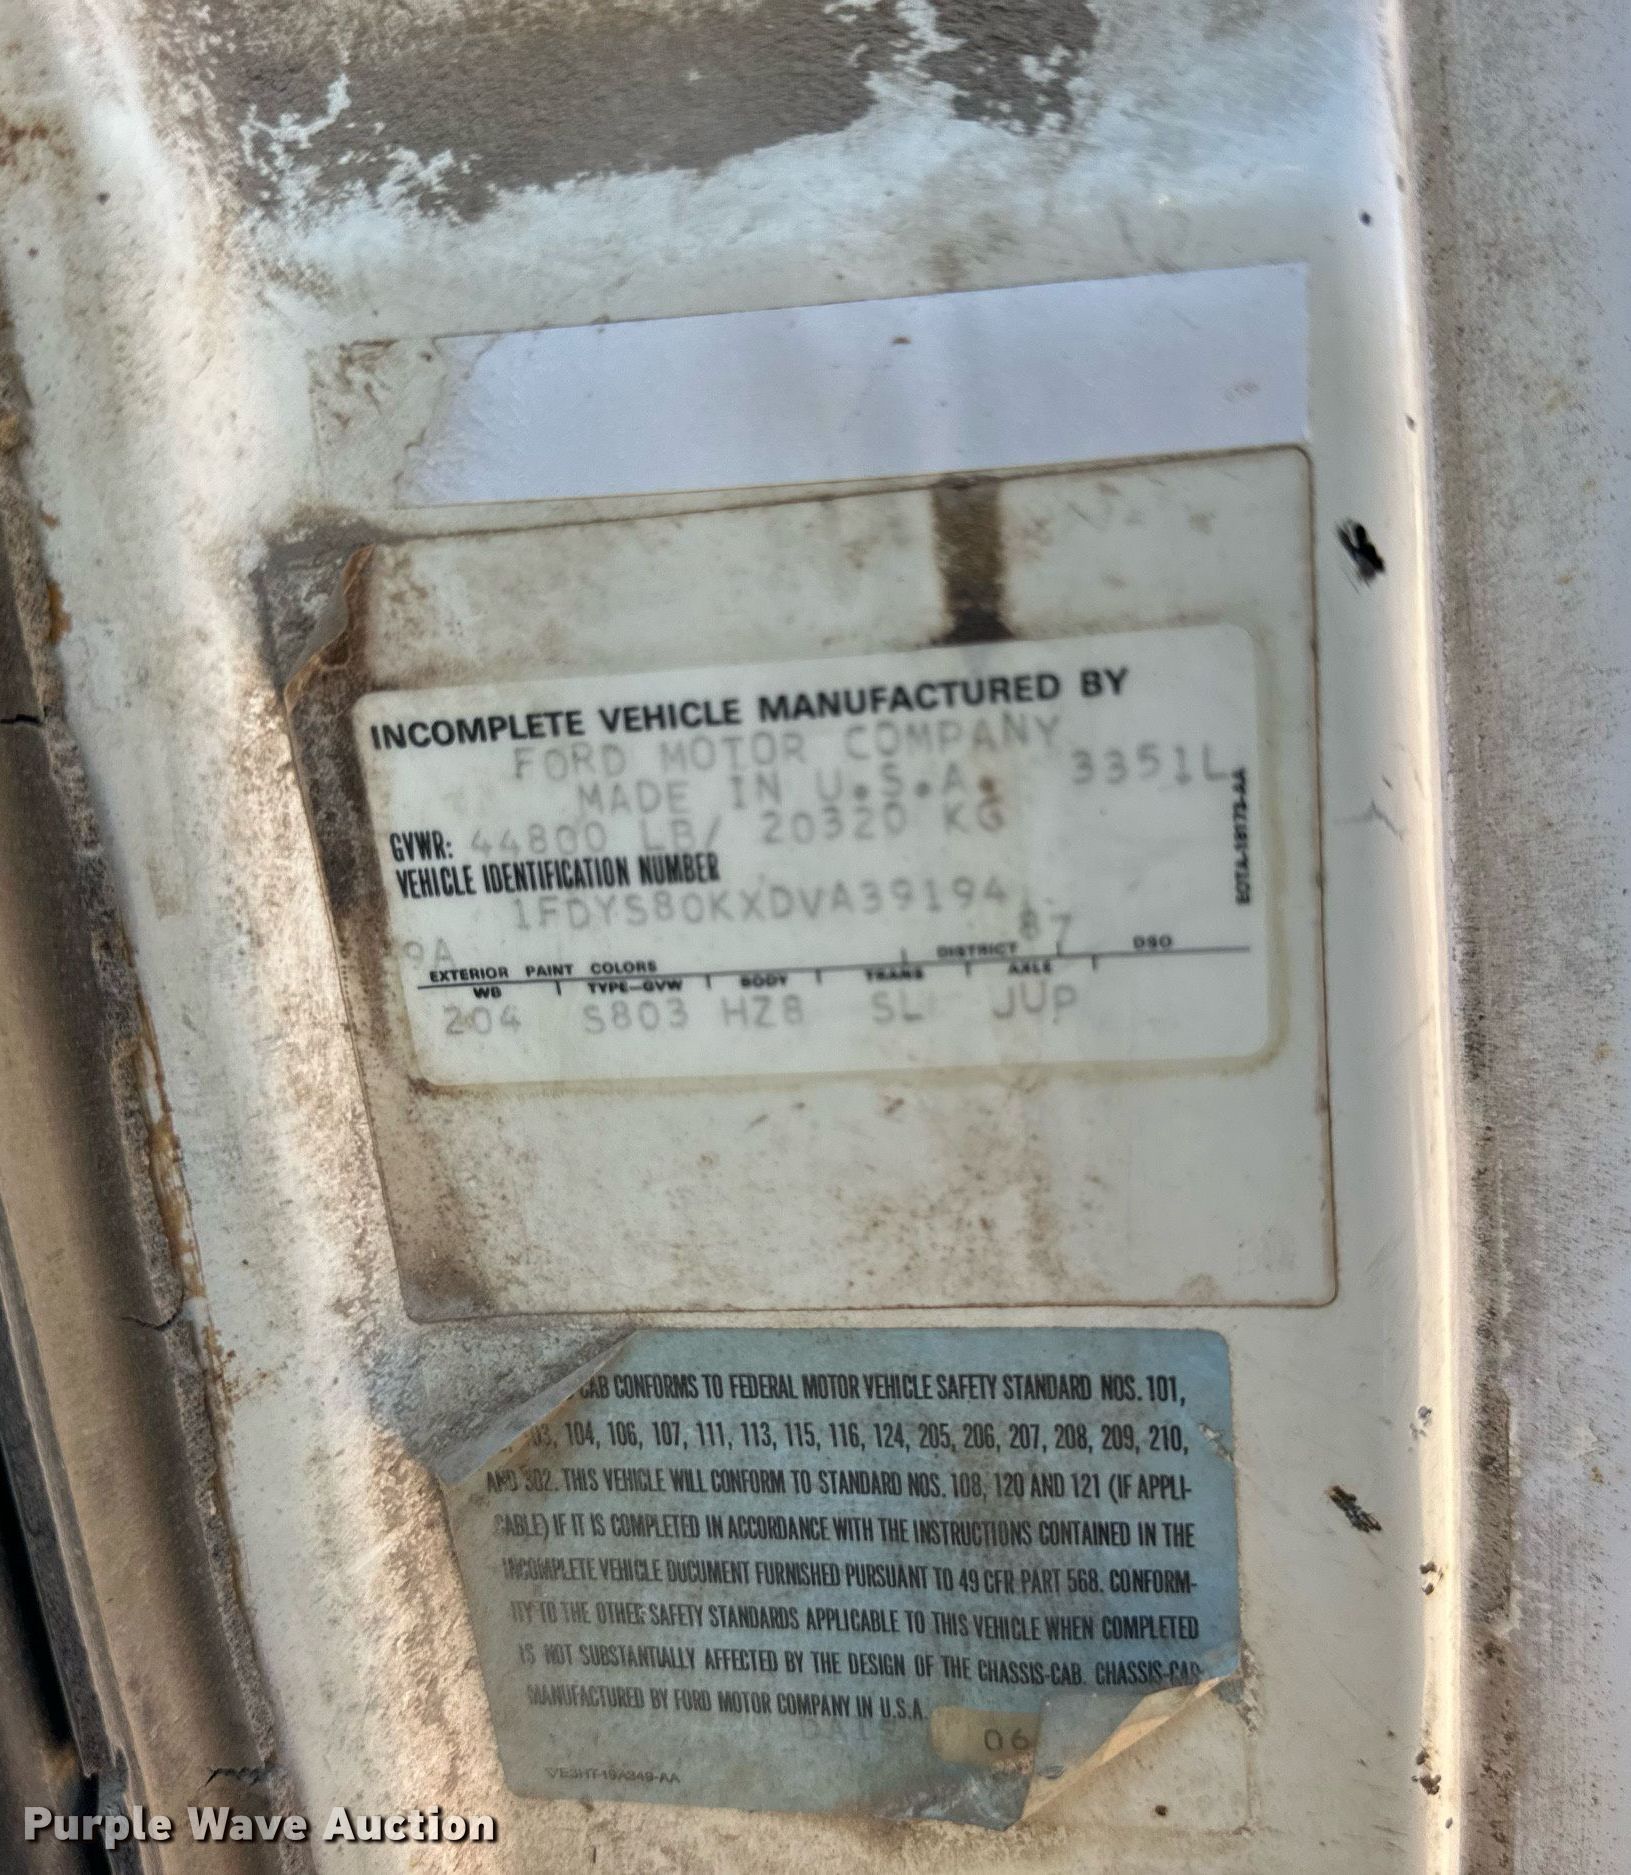 INCOMPLETE VEHICLE MANUFACTURED BY
FORD MOTOR COMPANY
MADE IN U.S.A. 3351L
GVWR: 44800 LB/ 20320 KG
VEHICLE IDENTIFICATION NUMBER
1FDYS80KXDVA39194
9A 87
EXTERIOR PAINT COLORS DISTRICT DSO
WB TYPE-GVW BODY TRANS AXLE
204 S803 HZ8 SL JUP
EOTA-19173-AA
CAB CONFORMS TO FEDERAL MOTOR VEHICLE SAFETY STANDARD NOS. 101,
03, 104, 106, 107, 111, 113, 115, 116, 124, 205, 206, 207, 208, 209, 210,
AND 302. THIS VEHICLE WILL CONFORM TO STANDARD NOS. 108, 120 AND 121 (IF APPLI-
CABLE) IF IT IS COMPLETED IN ACCORDANCE WITH THE INSTRUCTIONS CONTAINED IN THE
INCOMPLETE VEHICLE DOCUMENT FURNISHED PURSUANT TO 49 CFR PART 568. CONFORM-
ITY TO THE OTHER SAFETY STANDARDS APPLICABLE TO THIS VEHICLE WHEN COMPLETED
IS NOT SUBSTANTIALLY AFFECTED BY THE DESIGN OF THE CHASSIS-CAB. CHASSIS-CAB
MANUFACTURED BY FORD MOTOR COMPANY IN U.S.A.
06
Purple Wave Auction